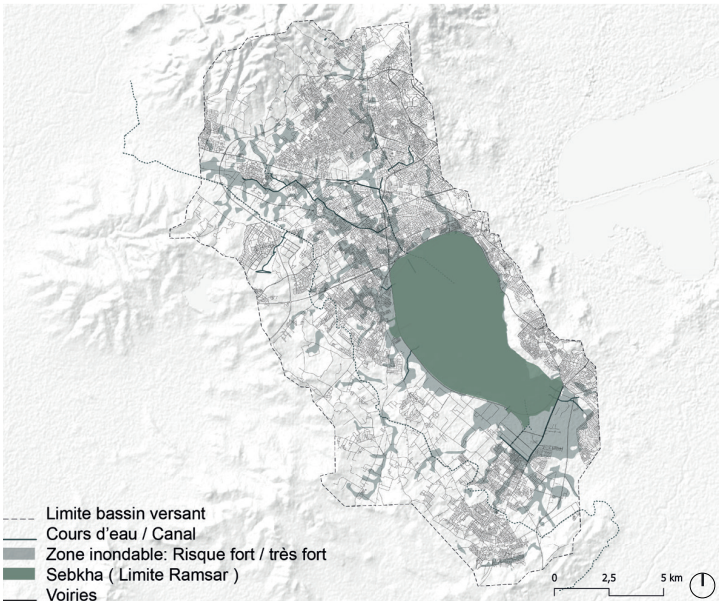 Limite bassin versant
Cours d'eau / Canal
Zone inondable: Risque fort / très fort
Sebkha ( Limite Ramsar )
Voiries
0 2,5 5 km